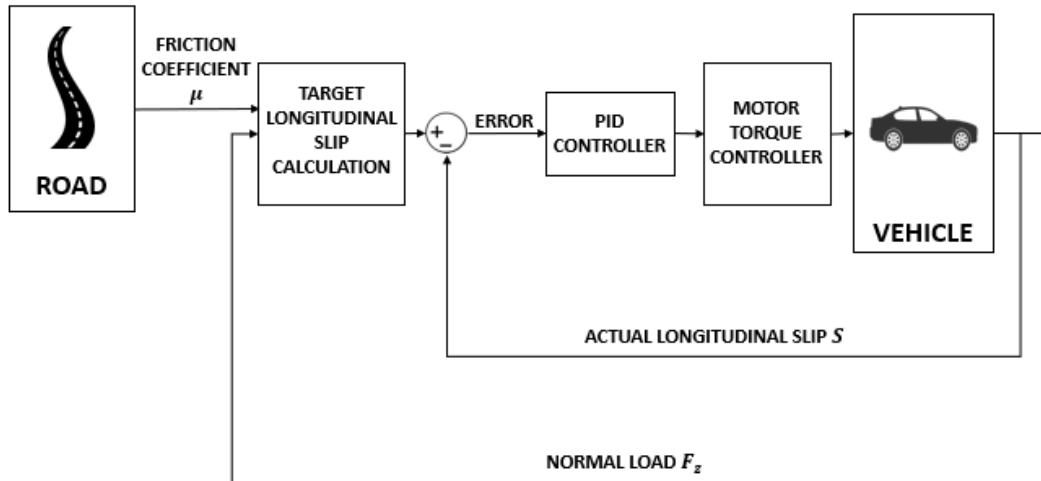 ROAD
FRICTION
COEFFICIENT
μ
TARGET
LONGITUDINAL
SLIP
CALCULATION
+
−
ERROR
PID
CONTROLLER
MOTOR
TORQUE
CONTROLLER
VEHICLE
ACTUAL LONGITUDINAL SLIP S
NORMAL LOAD F_z